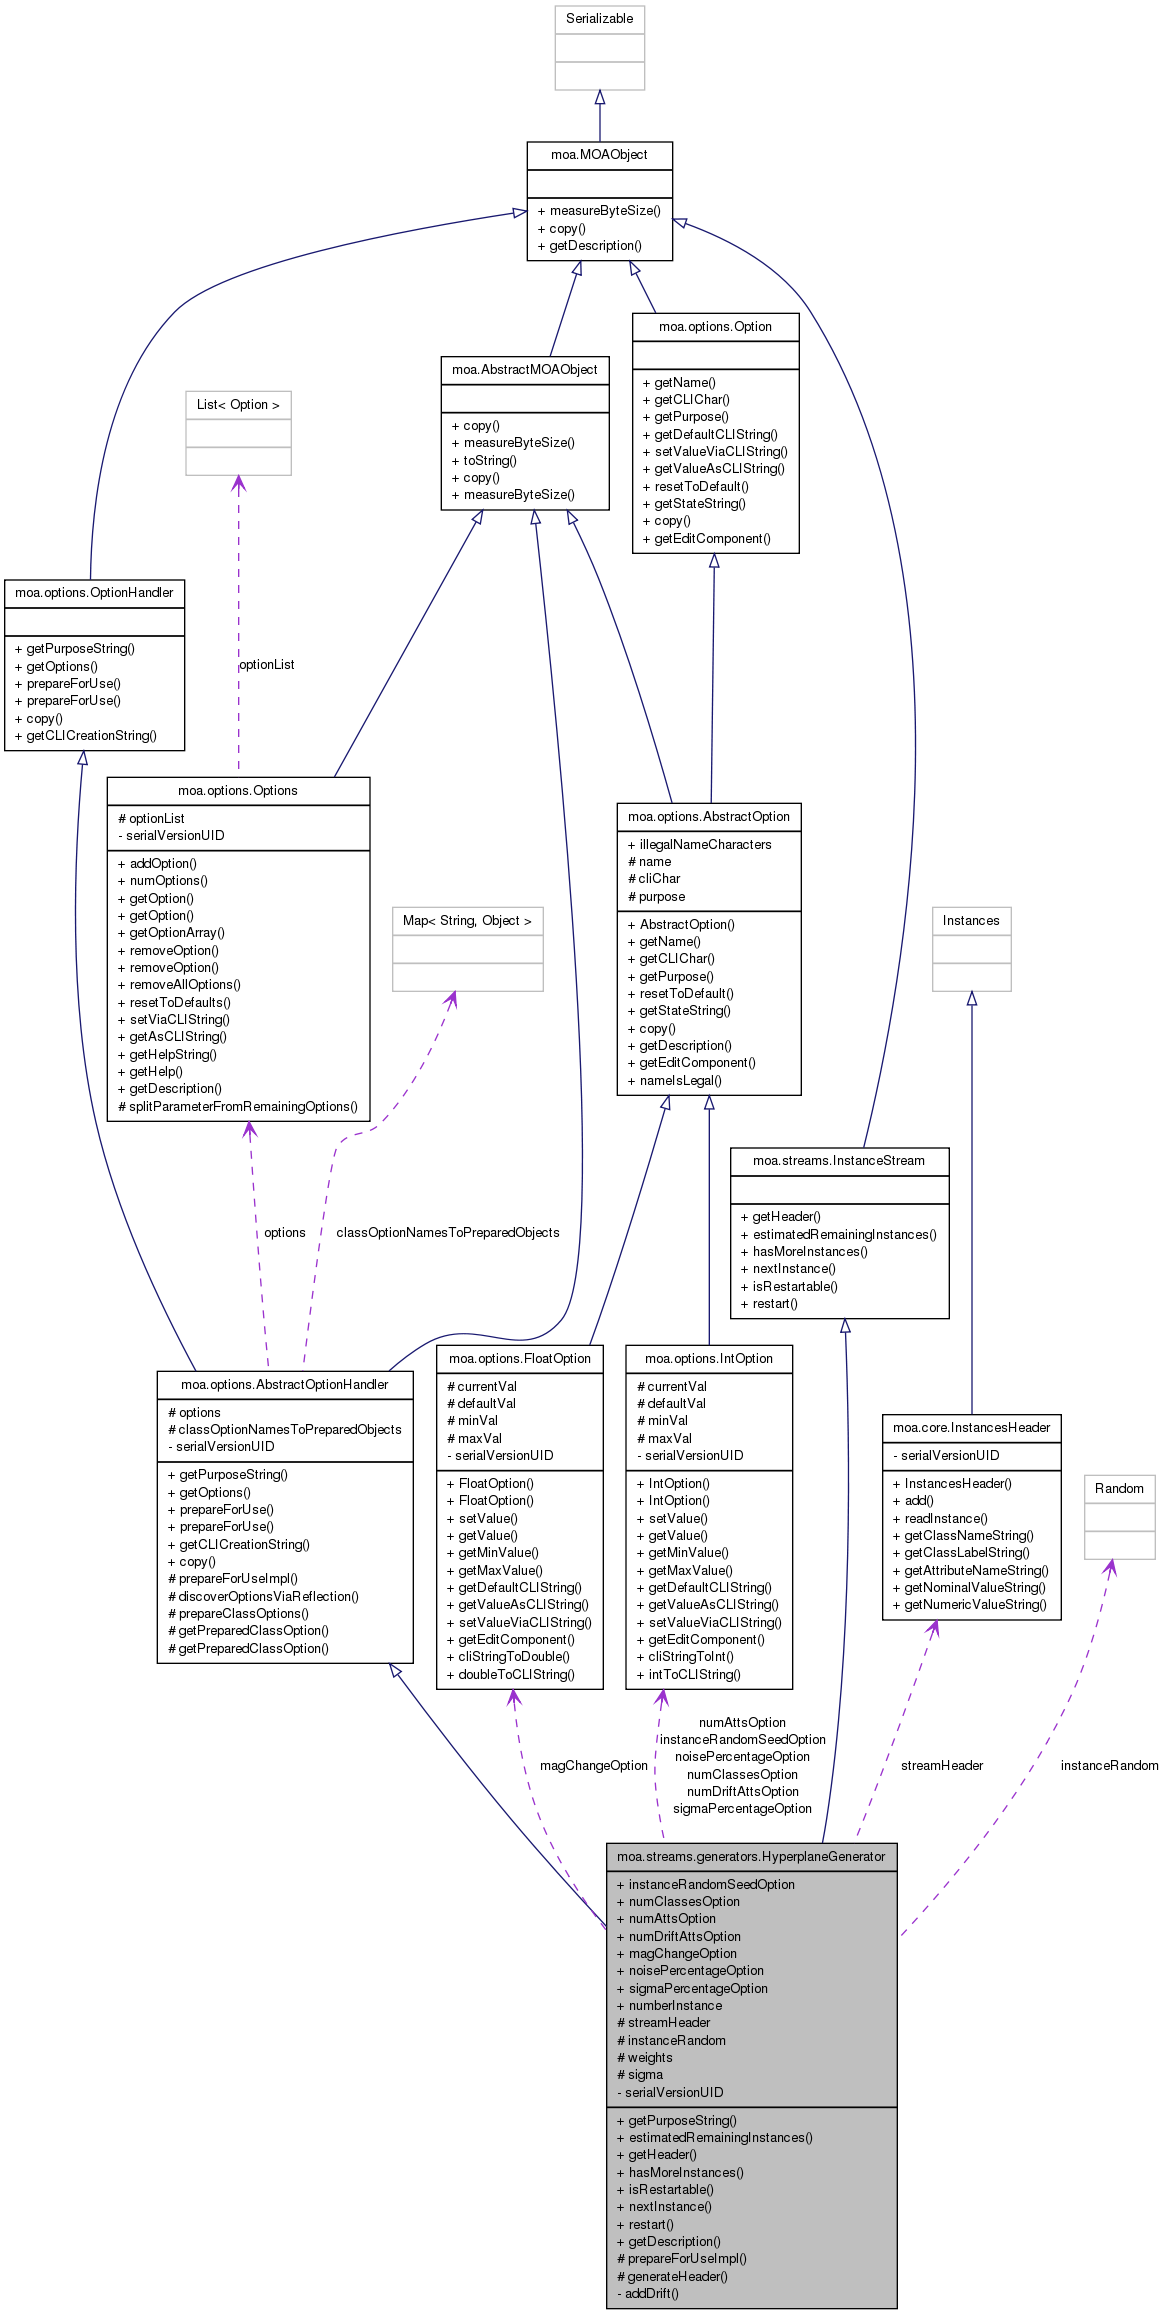 Serializable
moa.MOAObject
+ measureByteSize()
+ copy()
+ getDescription()
moa.options.Option
+ getName()
+ getCLIChar()
+ getPurpose()
+ getDefaultCLIString()
+ setValueViaCLIString()
+ getValueAsCLIString()
+ resetToDefault()
+ getStateString()
+ copy()
+ getEditComponent()
moa.AbstractMOAObject
+ copy()
+ measureByteSize()
+ toString()
+ copy()
+ measureByteSize()
List< Option >
optionList
moa.options.OptionHandler
+ getPurposeString()
+ getOptions()
+ prepareForUse()
+ prepareForUse()
+ copy()
+ getCLICreationString()
moa.options.Options
# optionList
- serialVersionUID
+ addOption()
+ numOptions()
+ getOption()
+ getOption()
+ getOptionArray()
+ removeOption()
+ removeOption()
+ removeAllOptions()
+ resetToDefaults()
+ setViaCLIString()
+ getAsCLIString()
+ getHelpString()
+ getHelp()
+ getDescription()
# splitParameterFromRemainingOptions()
moa.options.AbstractOption
+ illegalNameCharacters
# name
# cliChar
# purpose
+ AbstractOption()
+ getName()
+ getCLIChar()
+ getPurpose()
+ resetToDefault()
+ getStateString()
+ copy()
+ getDescription()
+ getEditComponent()
+ nameIsLegal()
Map< String, Object >
Instances
moa.streams.InstanceStream
+ getHeader()
+ estimatedRemainingInstances()
+ hasMoreInstances()
+ nextInstance()
+ isRestartable()
+ restart()
options
classOptionNamesToPreparedObjects
moa.options.AbstractOptionHandler
# options
# classOptionNamesToPreparedObjects
- serialVersionUID
+ getPurposeString()
+ getOptions()
+ prepareForUse()
+ prepareForUse()
+ getCLICreationString()
+ copy()
# prepareForUseImpl()
# discoverOptionsViaReflection()
# prepareClassOptions()
# getPreparedClassOption()
# getPreparedClassOption()
moa.options.FloatOption
# currentVal
# defaultVal
# minVal
# maxVal
- serialVersionUID
+ FloatOption()
+ FloatOption()
+ setValue()
+ getValue()
+ getMinValue()
+ getMaxValue()
+ getDefaultCLIString()
+ getValueAsCLIString()
+ setValueViaCLIString()
+ getEditComponent()
+ cliStringToDouble()
+ doubleToCLIString()
moa.options.IntOption
# currentVal
# defaultVal
# minVal
# maxVal
- serialVersionUID
+ IntOption()
+ IntOption()
+ setValue()
+ getValue()
+ getMinValue()
+ getMaxValue()
+ getDefaultCLIString()
+ getValueAsCLIString()
+ setValueViaCLIString()
+ getEditComponent()
+ cliStringToInt()
+ intToCLIString()
moa.core.InstancesHeader
- serialVersionUID
+ InstancesHeader()
+ add()
+ readInstance()
+ getClassNameString()
+ getClassLabelString()
+ getAttributeNameString()
+ getNominalValueString()
+ getNumericValueString()
Random
magChangeOption
numAttsOption
instanceRandomSeedOption
noisePercentageOption
numClassesOption
numDriftAttsOption
sigmaPercentageOption
streamHeader
instanceRandom
moa.streams.generators.HyperplaneGenerator
+ instanceRandomSeedOption
+ numClassesOption
+ numAttsOption
+ numDriftAttsOption
+ magChangeOption
+ noisePercentageOption
+ sigmaPercentageOption
+ numberInstance
# streamHeader
# instanceRandom
# weights
# sigma
- serialVersionUID
+ getPurposeString()
+ estimatedRemainingInstances()
+ getHeader()
+ hasMoreInstances()
+ isRestartable()
+ nextInstance()
+ restart()
+ getDescription()
# prepareForUseImpl()
# generateHeader()
- addDrift()